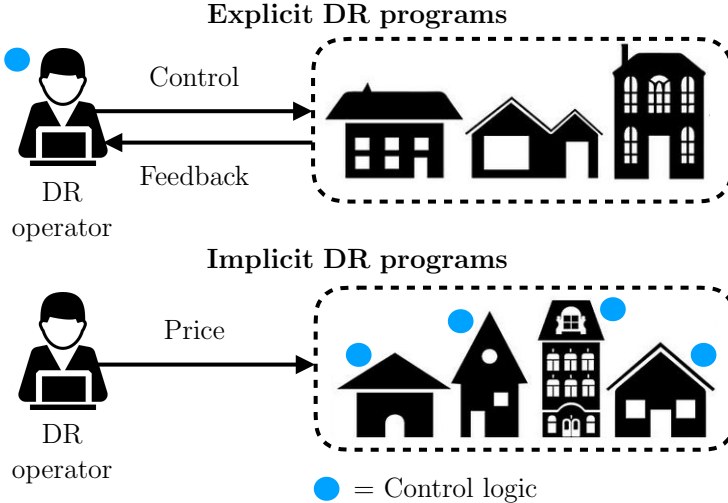 Explicit DR programs
Control
Feedback
DR
operator
Implicit DR programs
Price
DR
operator
= Control logic